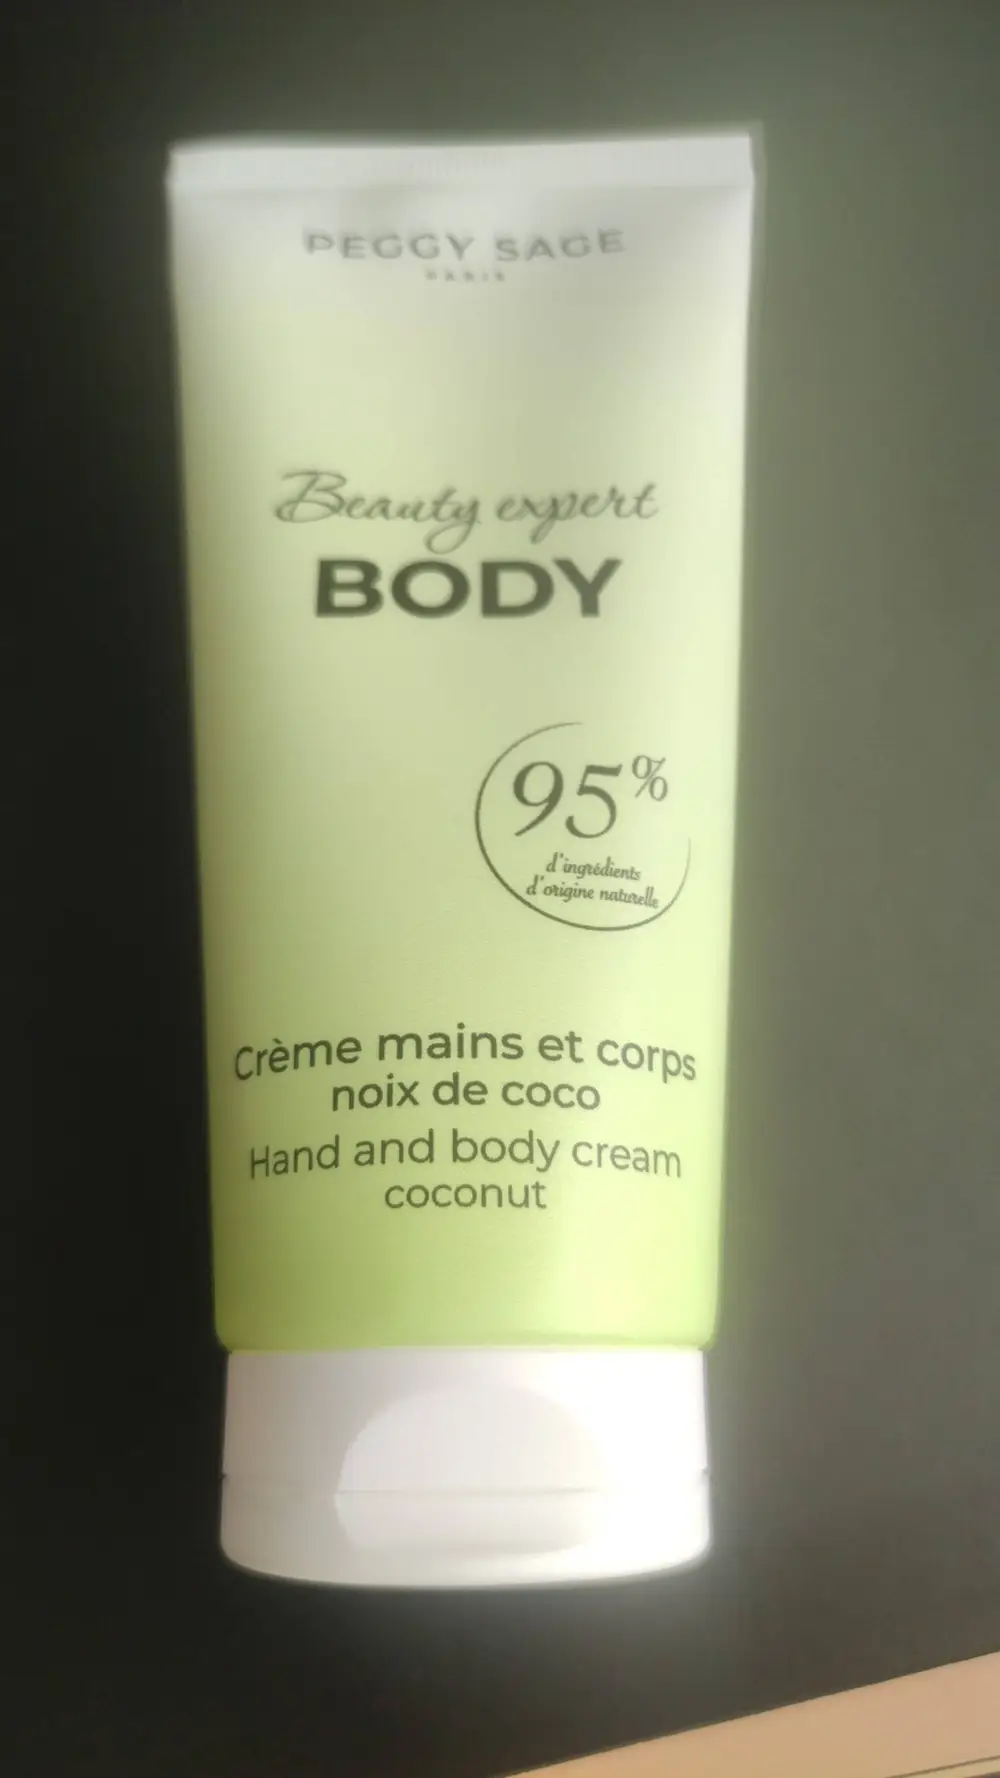 PEGGY SAGE
PARIS
Beauty expert
BODY
95%
d'ingrédients
d'origine naturelle
Crème mains et corps
noix de coco
Hand and body cream
coconut